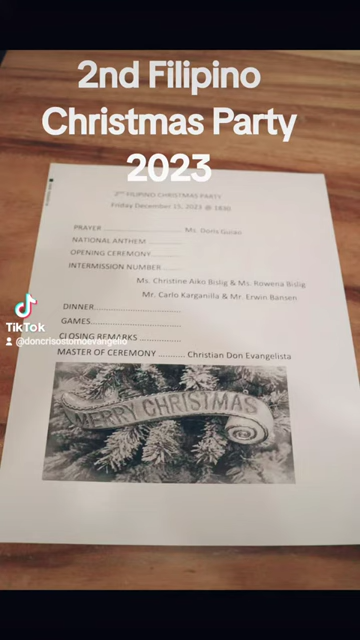 2nd Filipino
Christmas Party
2023
2ND FILIPINO CHRISTMAS PARTY
Friday December 15, 2023 @ 1830
PRAYER ........................ Ms. Doris Guian
NATIONAL ANTHEM ............
OPENING CEREMONY............
INTERMISSION NUMBER .....
Ms. Christine Aiko Bislig & Ms. Rowena Bislig
Mr. Carlo Karganilla & Mr. Erwin Bansen
DINNER..............................
GAMES..............................
CLOSING REMARKS ..............
MASTER OF CEREMONY .......... Christian Don Evangelista
MERRY CHRISTMAS
TikTok
@doncrisostomoevangelio